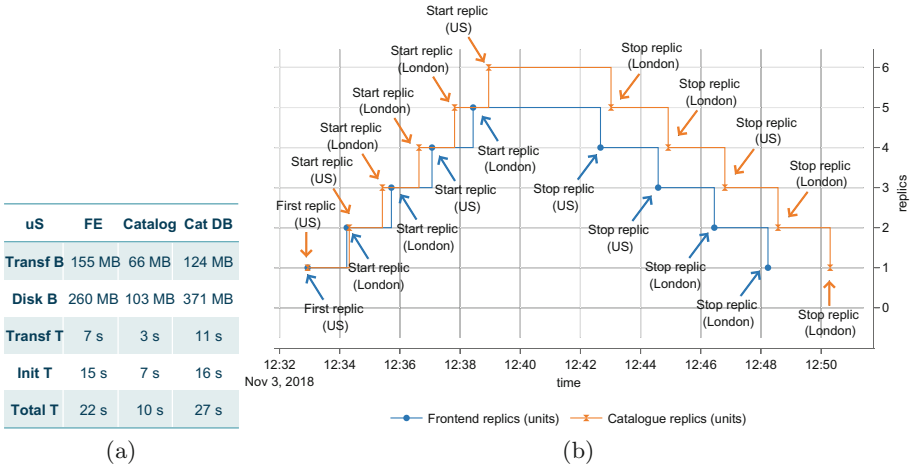 uS FE Catalog Cat DB
Transf B 155 MB 66 MB 124 MB
Disk B 260 MB 103 MB 371 MB
Transf T 7 s 3 s 11 s
Init T 15 s 7 s 16 s
Total T 22 s 10 s 27 s
(a)
Start replic
(US)
Start replic
(London)
Start replic
(London)
Start replic
(London)
Start replic
(US)
First replic
(US)
Stop replic
(London)
Stop replic
(London)
Stop replic
(US)
Stop replic
(London)
Stop replic
(London)
First replic
(US)
Start replic
(London)
Start replic
(London)
Start replic
(US)
Start replic
(London)
Stop replic
(US)
Stop replic
(US)
Stop replic
(London)
Stop replic
(London)
6
5
4
3
2
1
0
replics
12:32 12:34 12:36 12:38 12:40 12:42 12:44 12:46 12:48 12:50
Nov 3, 2018
time
Frontend replics (units) Catalogue replics (units)
(b)